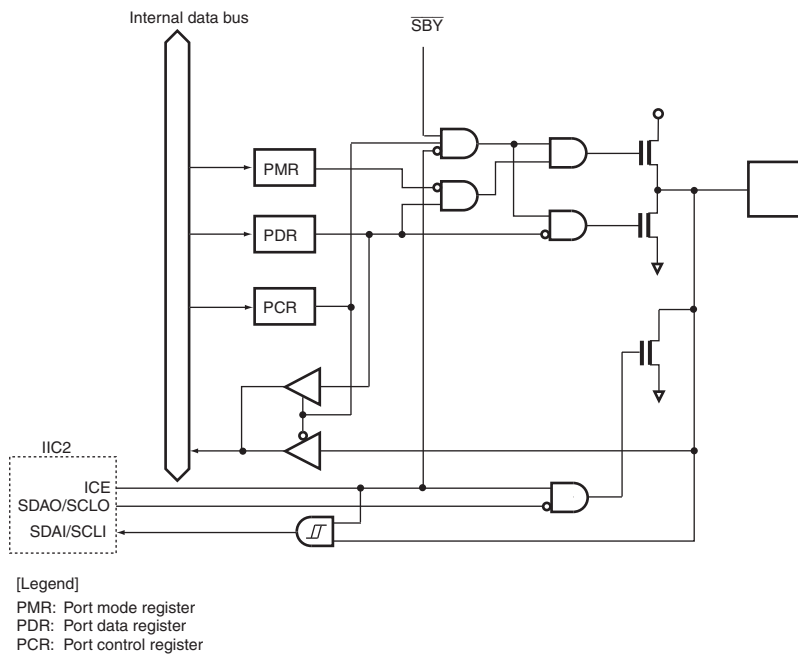 Internal data bus
SBY
PMR
PDR
PCR
IIC2
ICE
SDAO/SCLO
SDAI/SCLI
[Legend]
PMR: Port mode register
PDR: Port data register
PCR: Port control register